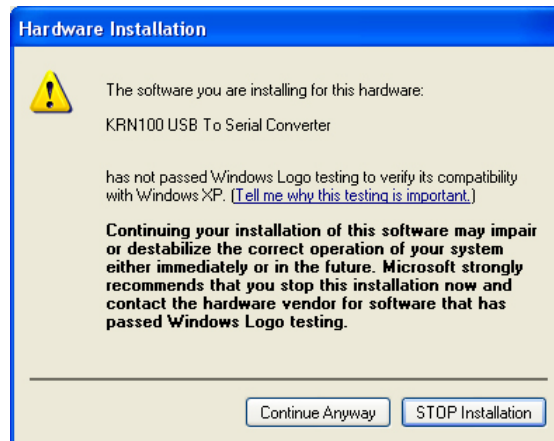 Hardware Installation
The software you are installing for this hardware:
KRN100 USB To Serial Converter
has not passed Windows Logo testing to verify its compatibility
with Windows XP. (Tell me why this testing is important.)
Continuing your installation of this software may impair
or destabilize the correct operation of your system
either immediately or in the future. Microsoft strongly
recommends that you stop this installation now and
contact the hardware vendor for software that has
passed Windows Logo testing.
Continue Anyway
STOP Installation